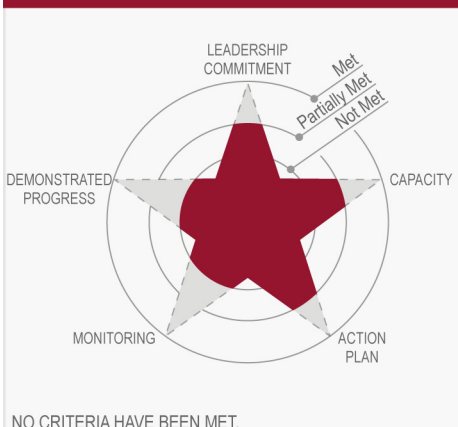 LEADERSHIP
COMMITMENT
Met
Partially Met
Not Met
DEMONSTRATED
PROGRESS
CAPACITY
MONITORING
ACTION
PLAN
NO CRITERIA HAVE BEEN MET.